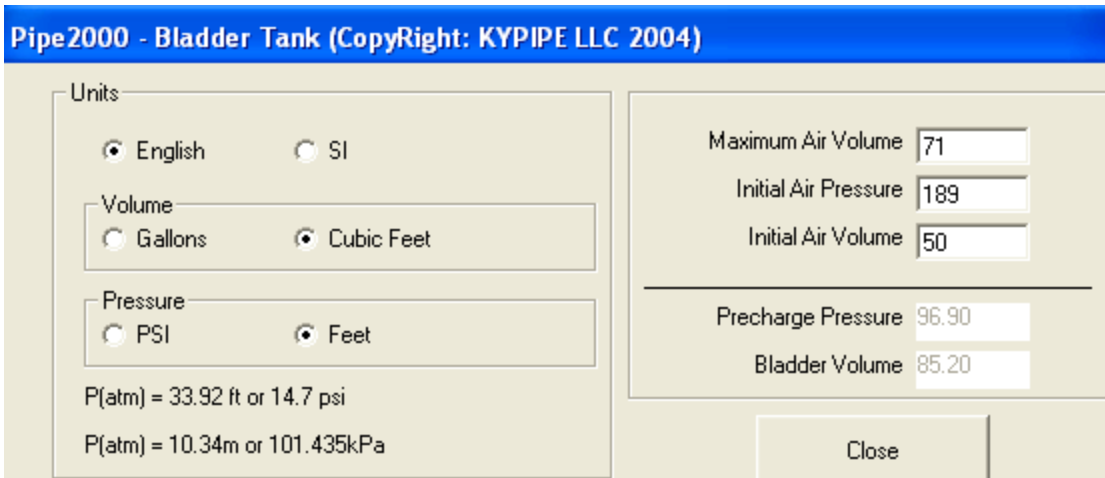 Pipe2000 - Bladder Tank (CopyRight: KYPIPE LLC 2004)
Units
English SI
Volume
Gallons Cubic Feet
Pressure
PSI Feet
P(atm) = 33.92 ft or 14.7 psi
P(atm) = 10.34m or 101.435kPa
Maximum Air Volume 71
Initial Air Pressure 189
Initial Air Volume 50
Precharge Pressure 96.90
Bladder Volume 85.20
Close